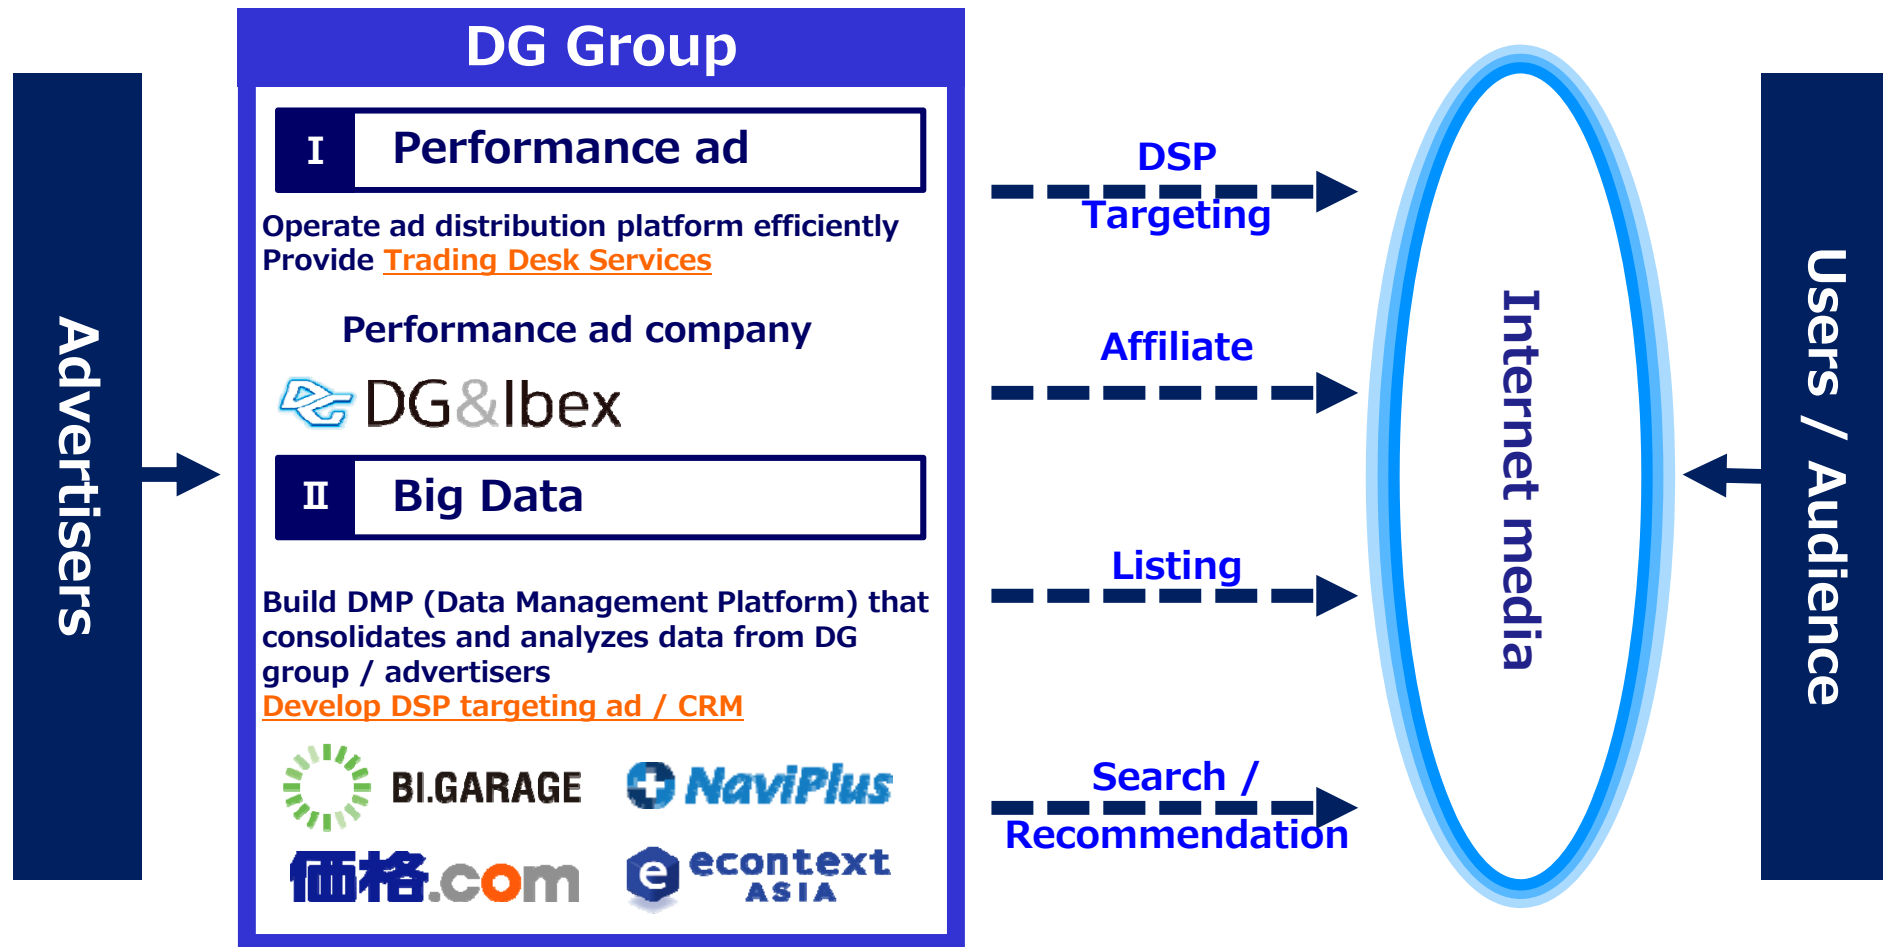 DG Group
Advertisers
I
Performance ad
Operate ad distribution platform efficiently
Provide Trading Desk Services
Performance ad company
DG&Ibex
II
Big Data
Build DMP (Data Management Platform) that
consolidates and analyzes data from DG
group / advertisers
Develop DSP targeting ad / CRM
BI.GARAGE
NaviPlus
価格.com
e econtext
ASIA
DSP
Targeting
Affiliate
Listing
Search /
Recommendation
Internet media
Users / Audience